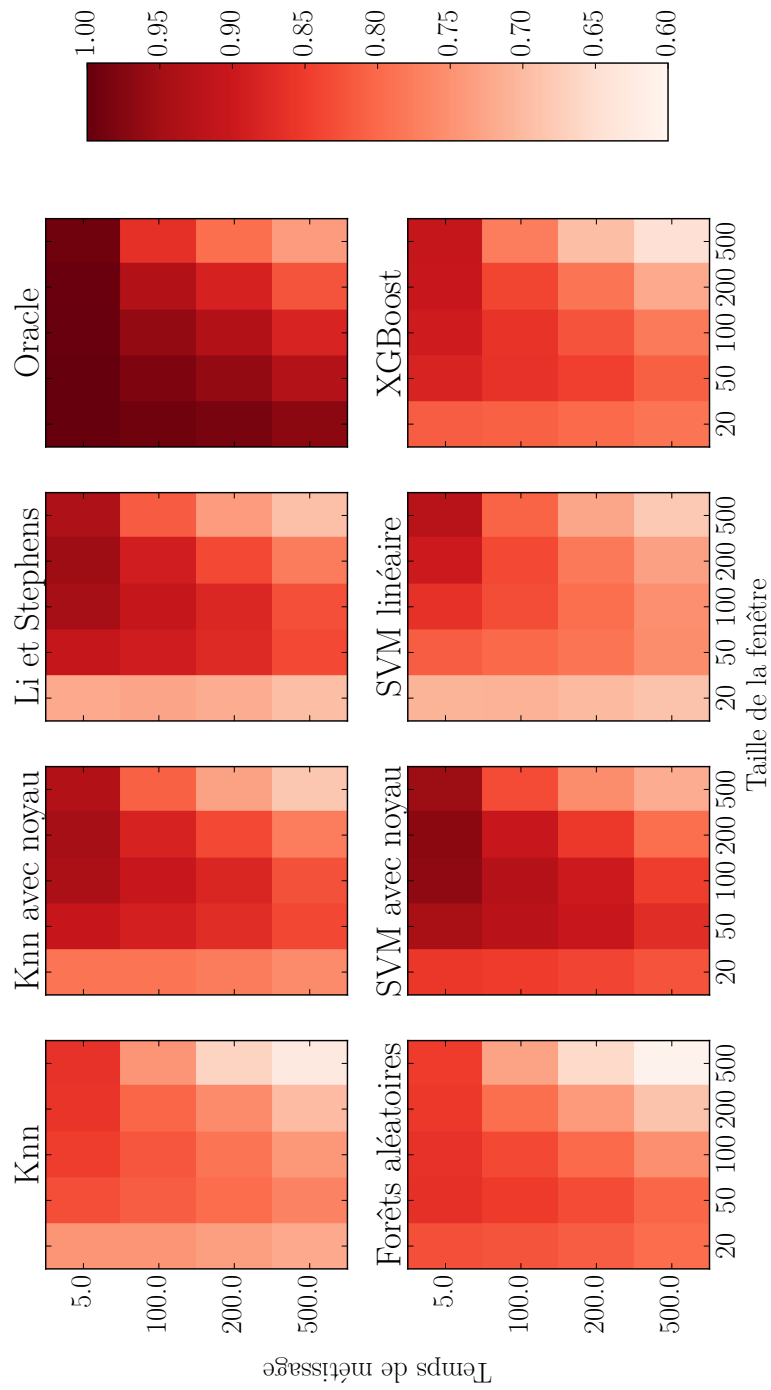 Knn
Knn avec noyau
Li et Stephens
Oracle
5.0
100.0
200.0
500.0
Forêts aléatoires
SVM avec noyau
SVM linéaire
XGBoost
5.0
100.0
200.0
500.0
20 50 100 200 500
20 50 100 200 500
20 50 100 200 500
20 50 100 200 500
Temps de métissage
Taille de la fenêtre
1.00
0.95
0.90
0.85
0.80
0.75
0.70
0.65
0.60